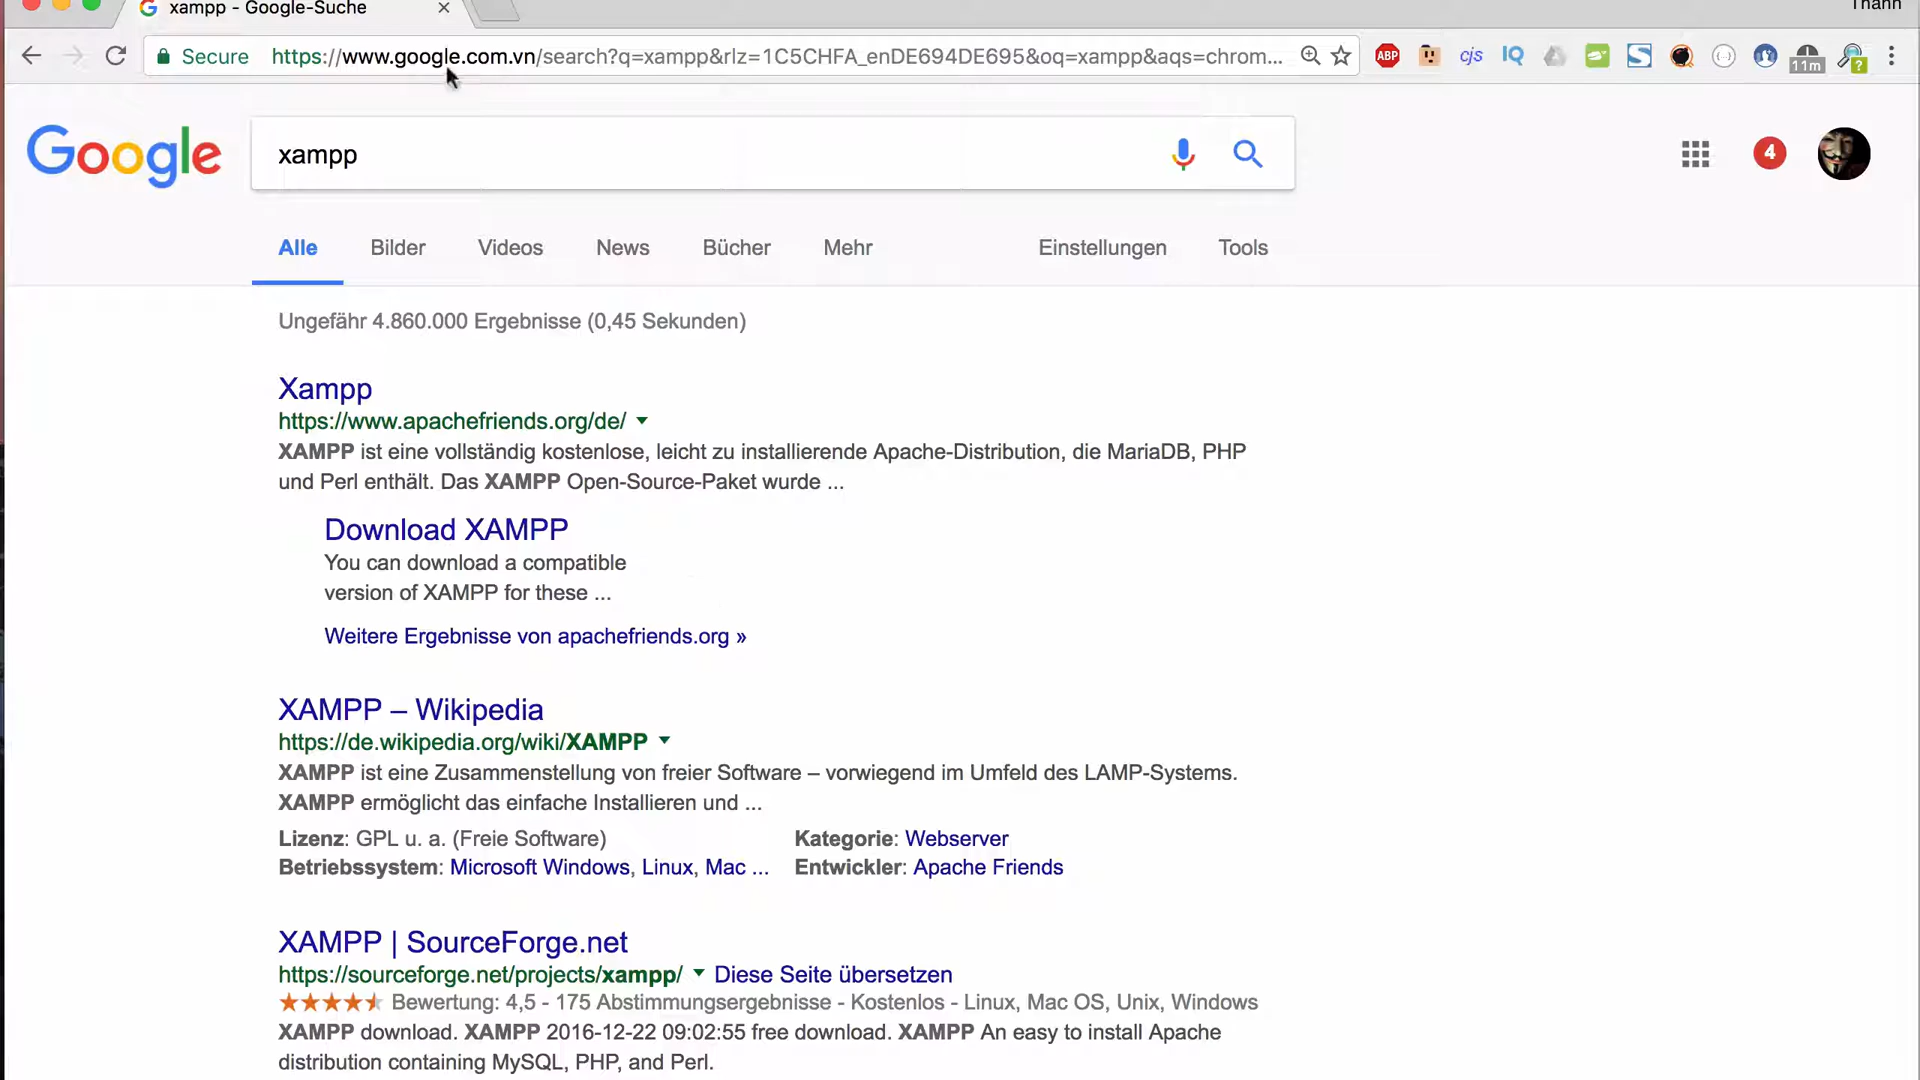 xampp - Google-Suche
Secure https://www.google.com.vn/search?q=xampp&rlz=1C5CHFA_enDE694DE695&oq=xampp&aqs=chrom...
ABP cjs IQ S 11m ?
Google xampp 4
Alle Bilder Videos News Bücher Mehr Einstellungen Tools
Ungefähr 4.860.000 Ergebnisse (0,45 Sekunden)
Xampp
https://www.apachefriends.org/de/
XAMPP ist eine vollständig kostenlose, leicht zu installierende Apache-Distribution, die MariaDB, PHP
und Perl enthält. Das XAMPP Open-Source-Paket wurde ...
Download XAMPP
You can download a compatible
version of XAMPP for these ...
Weitere Ergebnisse von apachefriends.org »
XAMPP – Wikipedia
https://de.wikipedia.org/wiki/XAMPP
XAMPP ist eine Zusammenstellung von freier Software – vorwiegend im Umfeld des LAMP-Systems.
XAMPP ermöglicht das einfache Installieren und ...
Lizenz: GPL u. a. (Freie Software) Kategorie: Webserver
Betriebssystem: Microsoft Windows, Linux, Mac ... Entwickler: Apache Friends
XAMPP | SourceForge.net
https://sourceforge.net/projects/xampp/ Diese Seite übersetzen
Bewertung: 4,5 - 175 Abstimmungsergebnisse - Kostenlos - Linux, Mac OS, Unix, Windows
XAMPP download. XAMPP 2016-12-22 09:02:55 free download. XAMPP An easy to install Apache
distribution containing MySQL, PHP, and Perl.